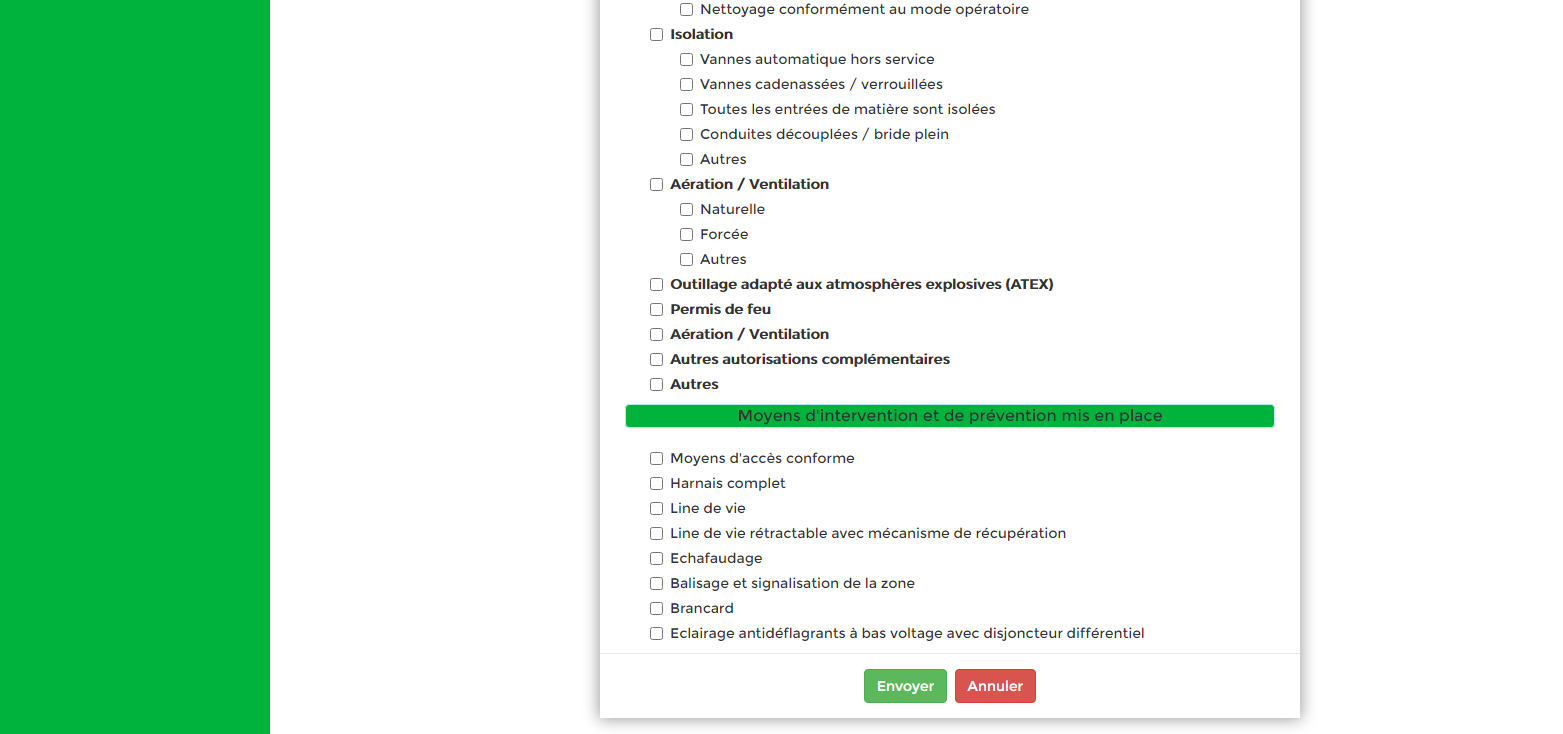 Nettoyage conformément au mode opératoire
Isolation
Vannes automatique hors service
Vannes cadenassées / verrouillées
Toutes les entrées de matière sont isolées
Conduites découplées / bride plein
Autres
Aération / Ventilation
Naturelle
Forcée
Autres
Outillage adapté aux atmosphères explosives (ATEX)
Permis de feu
Aération / Ventilation
Autres autorisations complémentaires
Autres
Moyens d'intervention et de prévention mis en place
Moyens d'accès conforme
Harnais complet
Line de vie
Line de vie rétractable avec mécanisme de récupération
Echafaudage
Balisage et signalisation de la zone
Brancard
Eclairage antidéflagrants à bas voltage avec disjoncteur différentiel
Envoyer Annuler